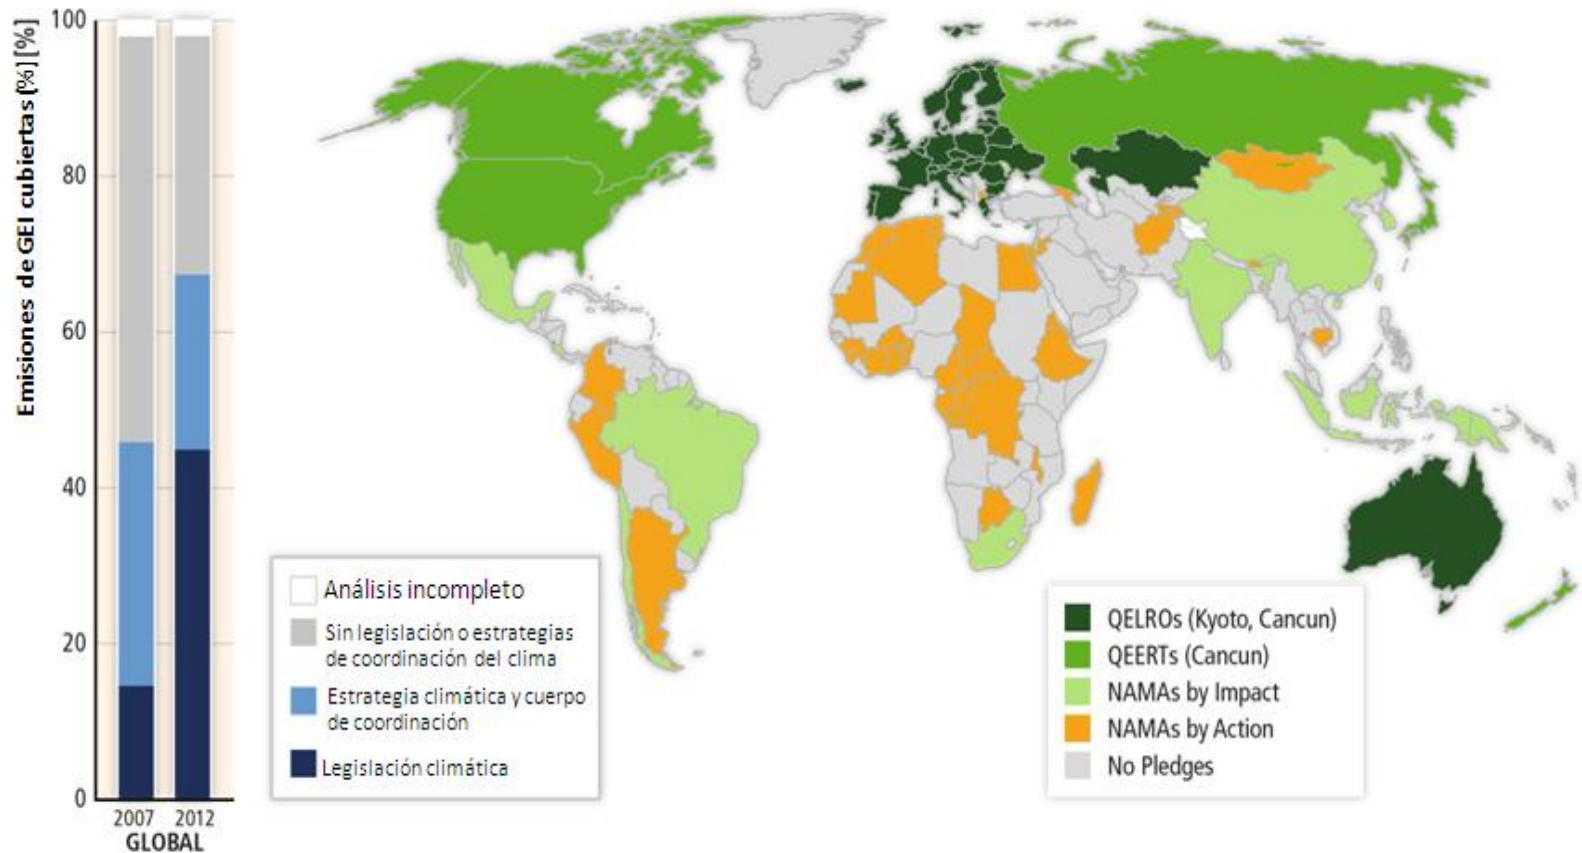 Emisiones de GEI cubiertas (%) [%]
100
80
60
40
20
0
2007 2012
GLOBAL
Análisis incompleto
Sin legislación o estrategias
de coordinación del clima
Estrategia climática y cuerpo
de coordinación
Legislación climática
QELROs (Kyoto, Cancun)
QEERTs (Cancun)
NAMAs by Impact
NAMAs by Action
No Pledges